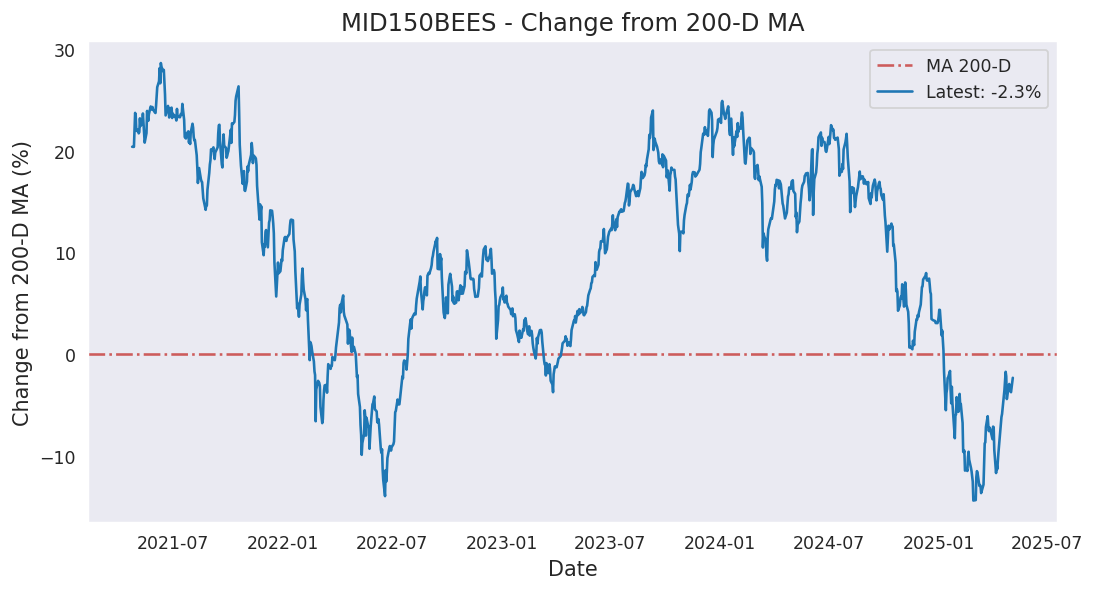 MID150BEES - Change from 200-D MA
MA 200-D
Latest: -2.3%
Change from 200-D MA (%)
30
20
10
0
−10
2021-07
2022-01
2022-07
2023-01
2023-07
2024-01
2024-07
2025-01
2025-07
Date